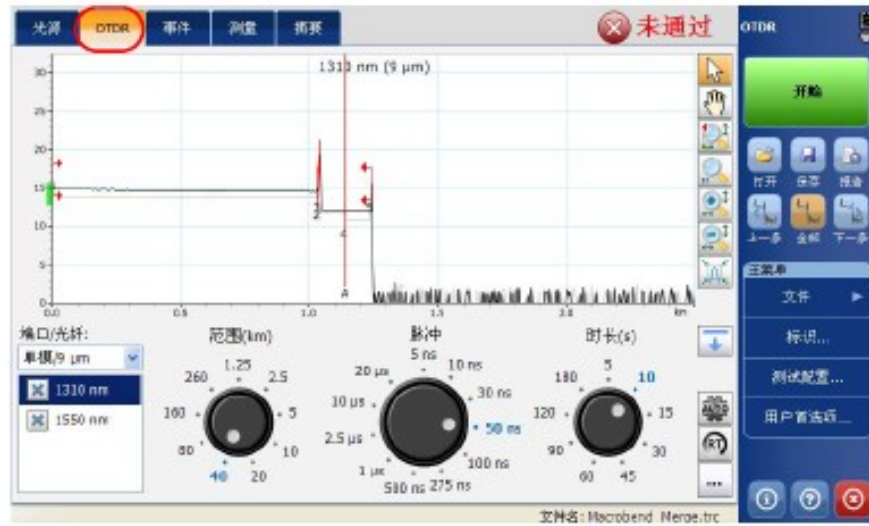 光源 OTDR 事件 测量 摘要
未通过
OTDR
1310 nm (9 μm)
30
25
20
15
10
5
0
0.0 0.5 1.0 1.5 2.0 km
A
开始
打开 保存 报告
上一条 全部 下一条
主菜单
文件
标识...
测试配置...
用户首选项...
端口/光纤:
单模/9 μm
1310 nm
1550 nm
范围(km)
1.25
260 2.5
160 5
80 10
40 20
脉冲
5 ns
20 μs 10 ns
10 μs 30 ns
2.5 μs 50 ns
1 μs 100 ns
500 ns 275 ns
时长(s)
5
180 10
120 15
90 30
60 45
AUTO
RT
...
文件名: Macrobend Merge.trc